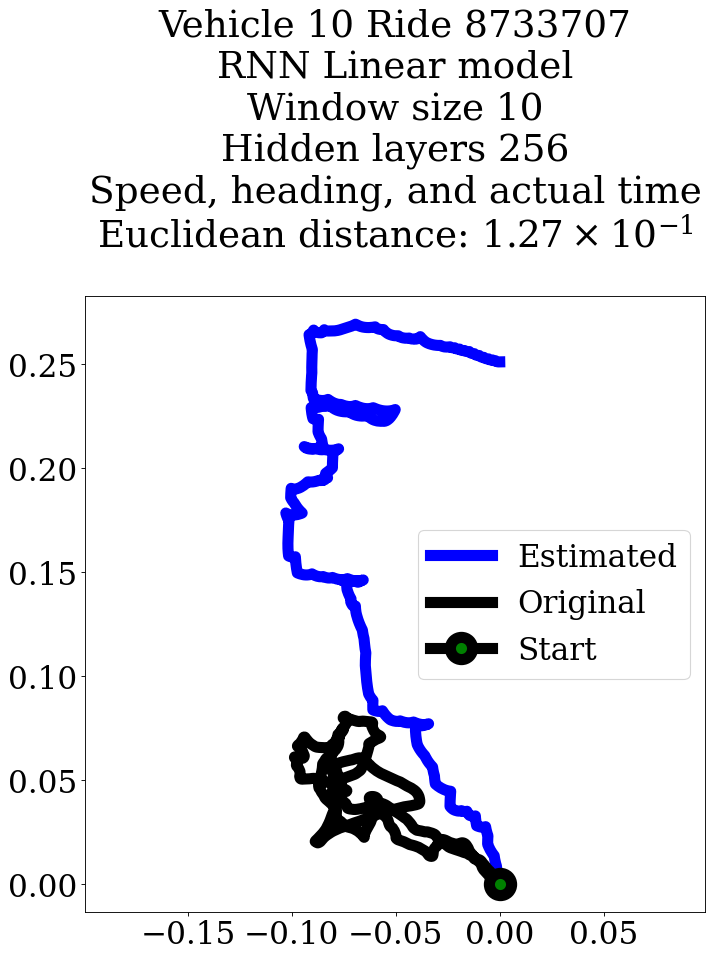 Vehicle 10 Ride 8733707
RNN Linear model
Window size 10
Hidden layers 256
Speed, heading, and actual time
Euclidean distance: 1.27 × 10⁻¹
0.25
0.20
0.15
0.10
0.05
0.00
Estimated
Original
Start
−0.15 −0.10 −0.05 0.00 0.05